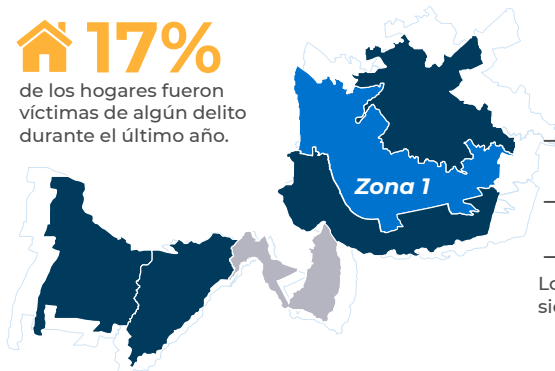 17%
de los hogares fueron
víctimas de algún delito
durante el último año.
Zona 1